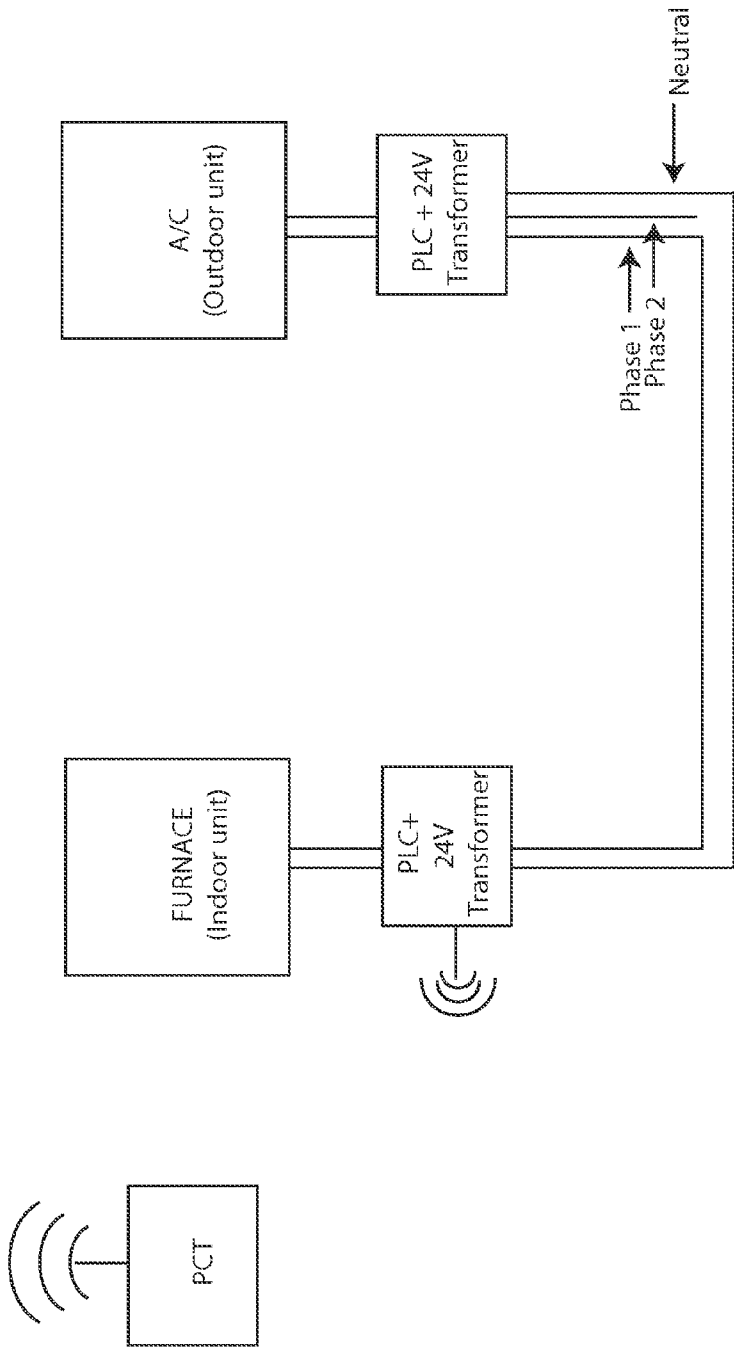 PCT
FURNACE
(Indoor unit)
PLC+
24V
Transformer
A/C
(Outdoor unit)
PLC + 24V
Transformer
Phase 1
Phase 2
Neutral